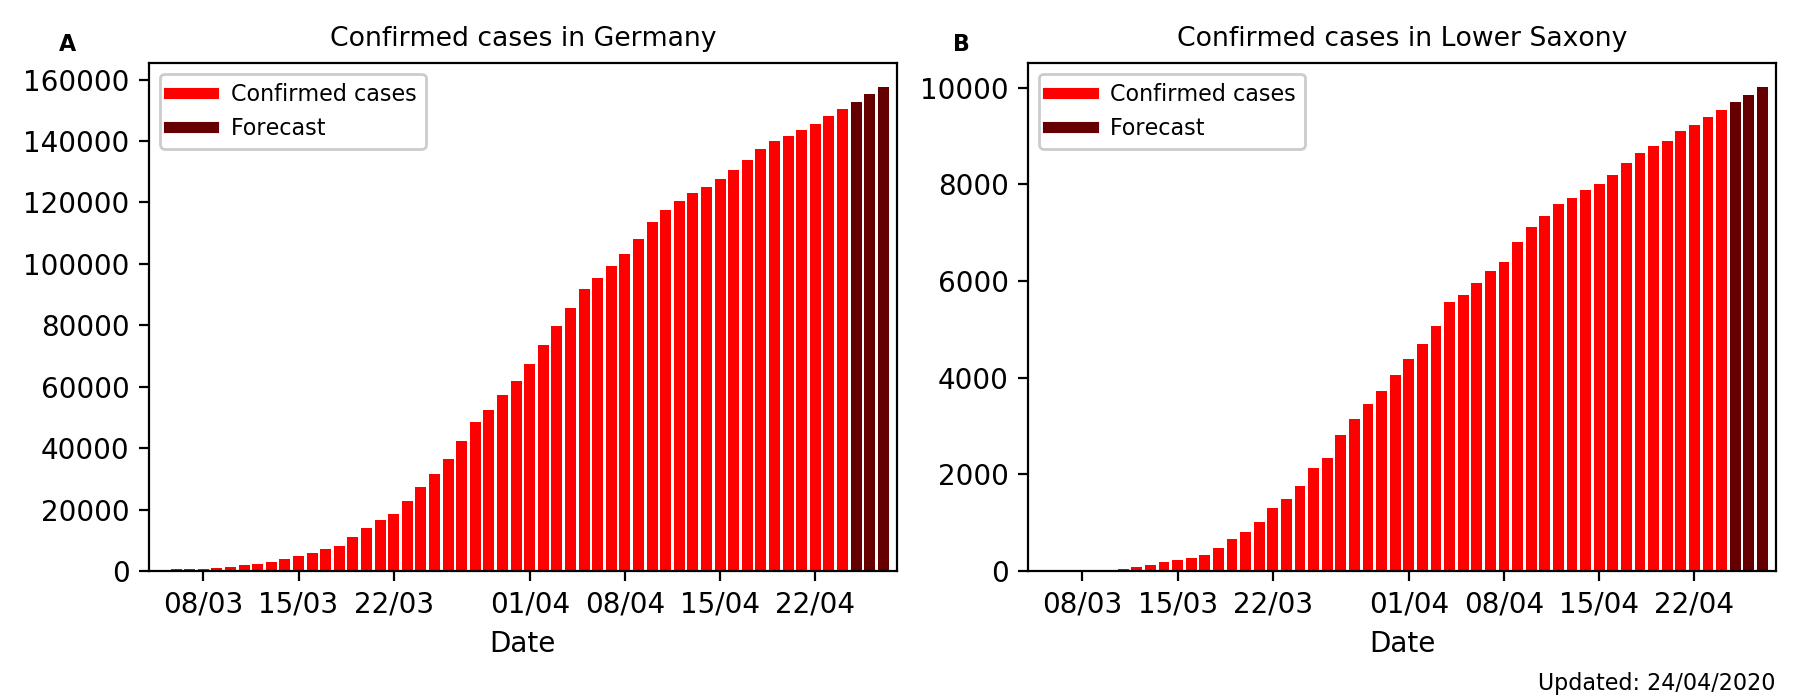 A
Confirmed cases in Germany
160000
140000
120000
100000
80000
60000
40000
20000
0
Confirmed cases
Forecast
08/03 15/03 22/03 01/04 08/04 15/04 22/04
Date
B
Confirmed cases in Lower Saxony
10000
8000
6000
4000
2000
0
Confirmed cases
Forecast
08/03 15/03 22/03 01/04 08/04 15/04 22/04
Date
Updated: 24/04/2020